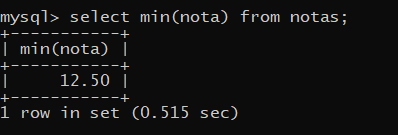 mysql> select min(nota) from notas;
+-----------+
| min(nota) |
+-----------+
|     12.50 |
+-----------+
1 row in set (0.515 sec)